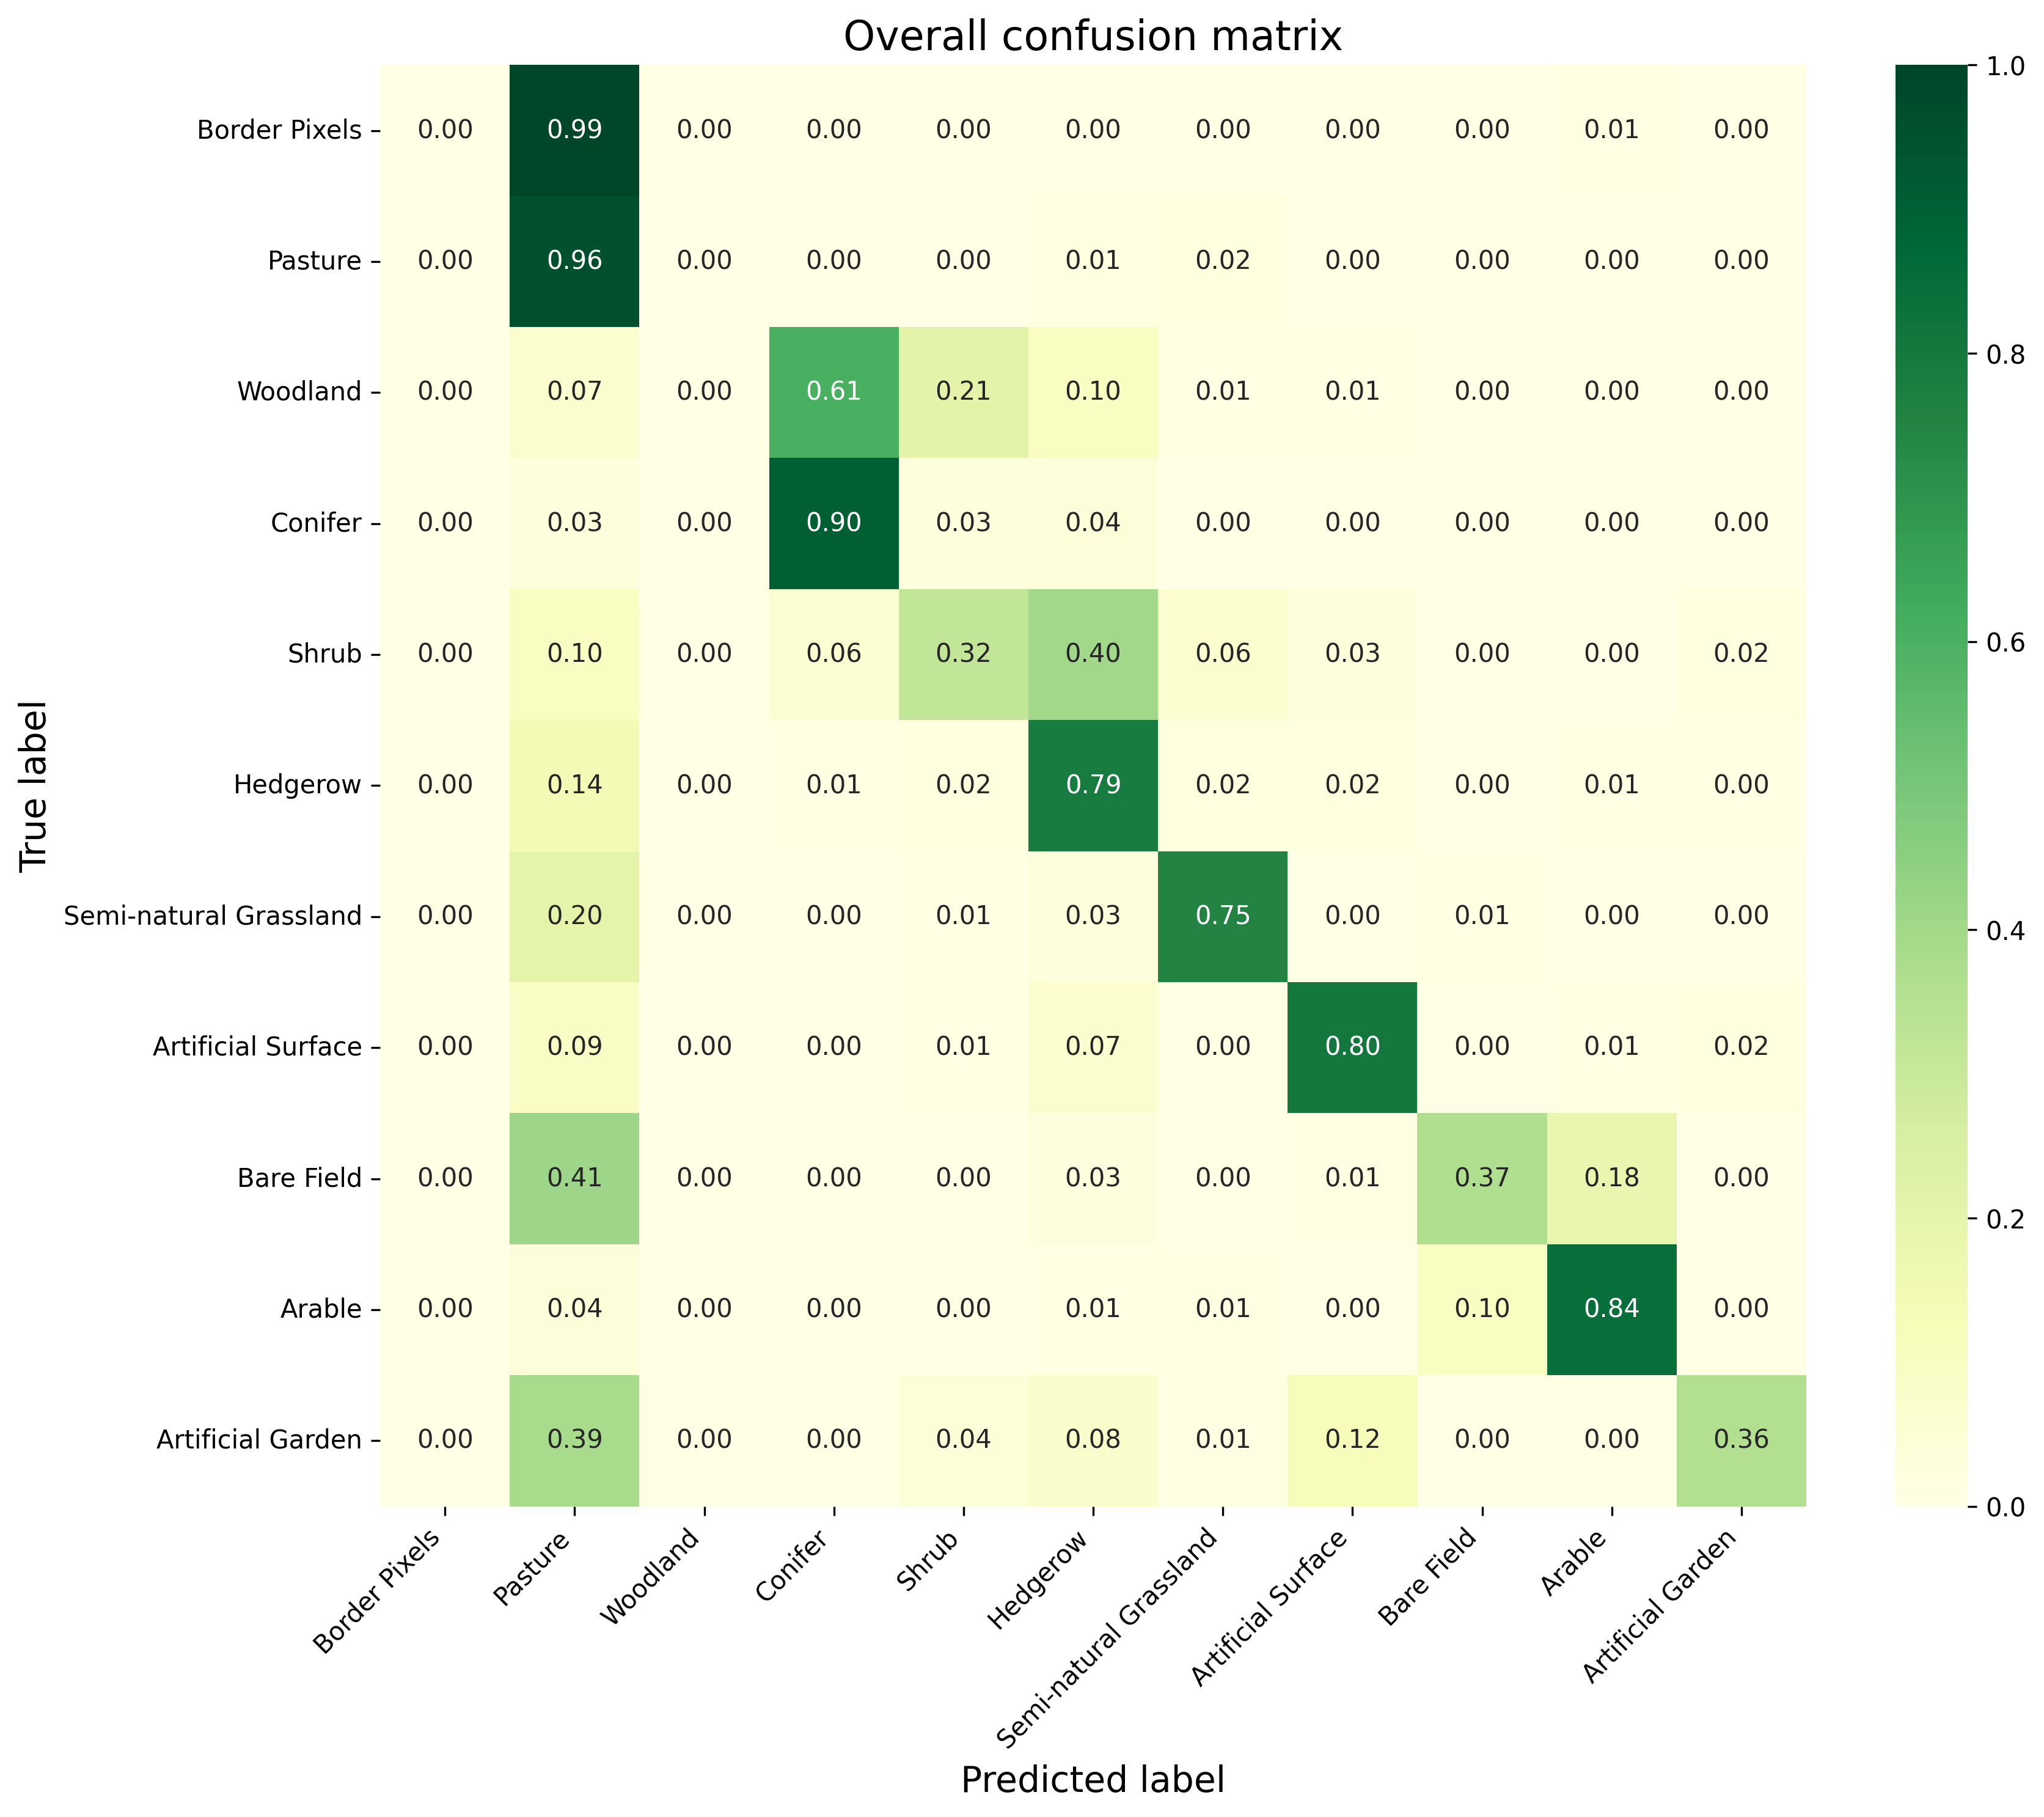 Overall confusion matrix
True label
Border Pixels 0.00 0.99 0.00 0.00 0.00 0.00 0.00 0.00 0.00 0.01 0.00
Pasture 0.00 0.96 0.00 0.00 0.00 0.01 0.02 0.00 0.00 0.00 0.00
Woodland 0.00 0.07 0.00 0.61 0.21 0.10 0.01 0.01 0.00 0.00 0.00
Conifer 0.00 0.03 0.00 0.90 0.03 0.04 0.00 0.00 0.00 0.00 0.00
Shrub 0.00 0.10 0.00 0.06 0.32 0.40 0.06 0.03 0.00 0.00 0.02
Hedgerow 0.00 0.14 0.00 0.01 0.02 0.79 0.02 0.02 0.00 0.01 0.00
Semi-natural Grassland 0.00 0.20 0.00 0.00 0.01 0.03 0.75 0.00 0.01 0.00 0.00
Artificial Surface 0.00 0.09 0.00 0.00 0.01 0.07 0.00 0.80 0.00 0.01 0.02
Bare Field 0.00 0.41 0.00 0.00 0.00 0.03 0.00 0.01 0.37 0.18 0.00
Arable 0.00 0.04 0.00 0.00 0.00 0.01 0.01 0.00 0.10 0.84 0.00
Artificial Garden 0.00 0.39 0.00 0.00 0.04 0.08 0.01 0.12 0.00 0.00 0.36
Border Pixels
Pasture
Woodland
Conifer
Shrub
Hedgerow
Semi-natural Grassland
Artificial Surface
Bare Field
Arable
Artificial Garden
Predicted label
1.0
0.8
0.6
0.4
0.2
0.0